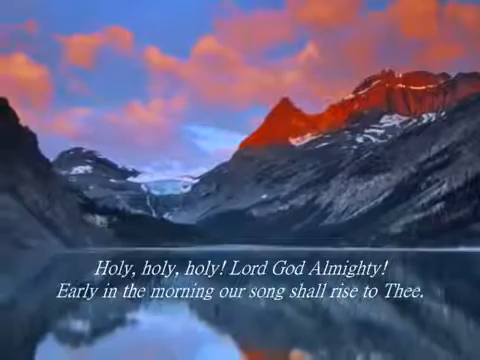 Holy, holy, holy! Lord God Almighty!
Early in the morning our song shall rise to Thee.